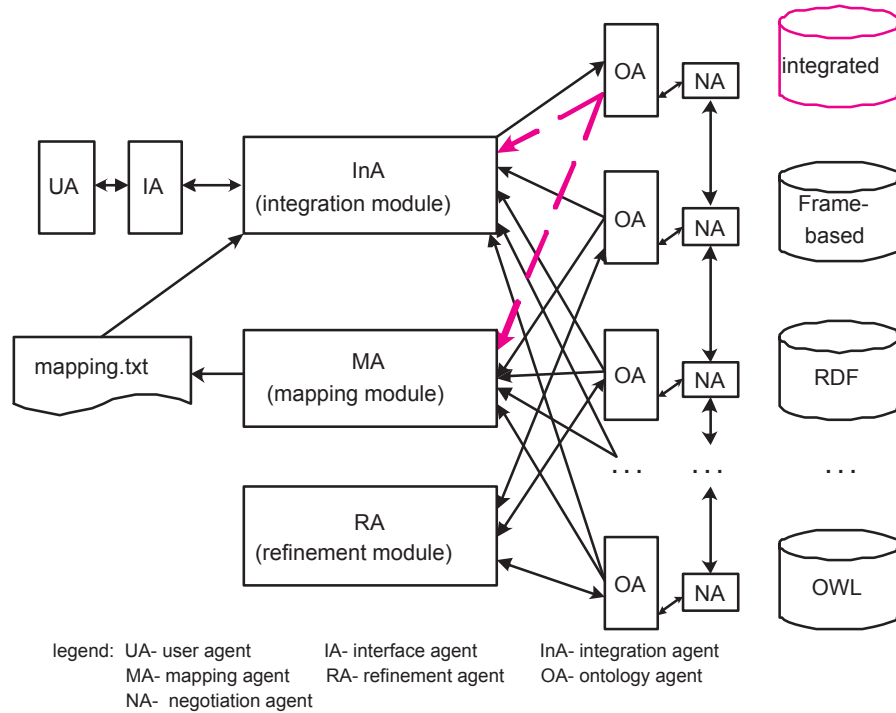 OA
NA
integrated
UA
IA
InA
(integration module)
OA
NA
Frame-
based
mapping.txt
MA
(mapping module)
OA
NA
RDF
. . .
. . .
. . .
RA
(refinement module)
OA
NA
OWL
legend: UA- user agent IA- interface agent InA- integration agent
MA- mapping agent RA- refinement agent OA- ontology agent
NA- negotiation agent